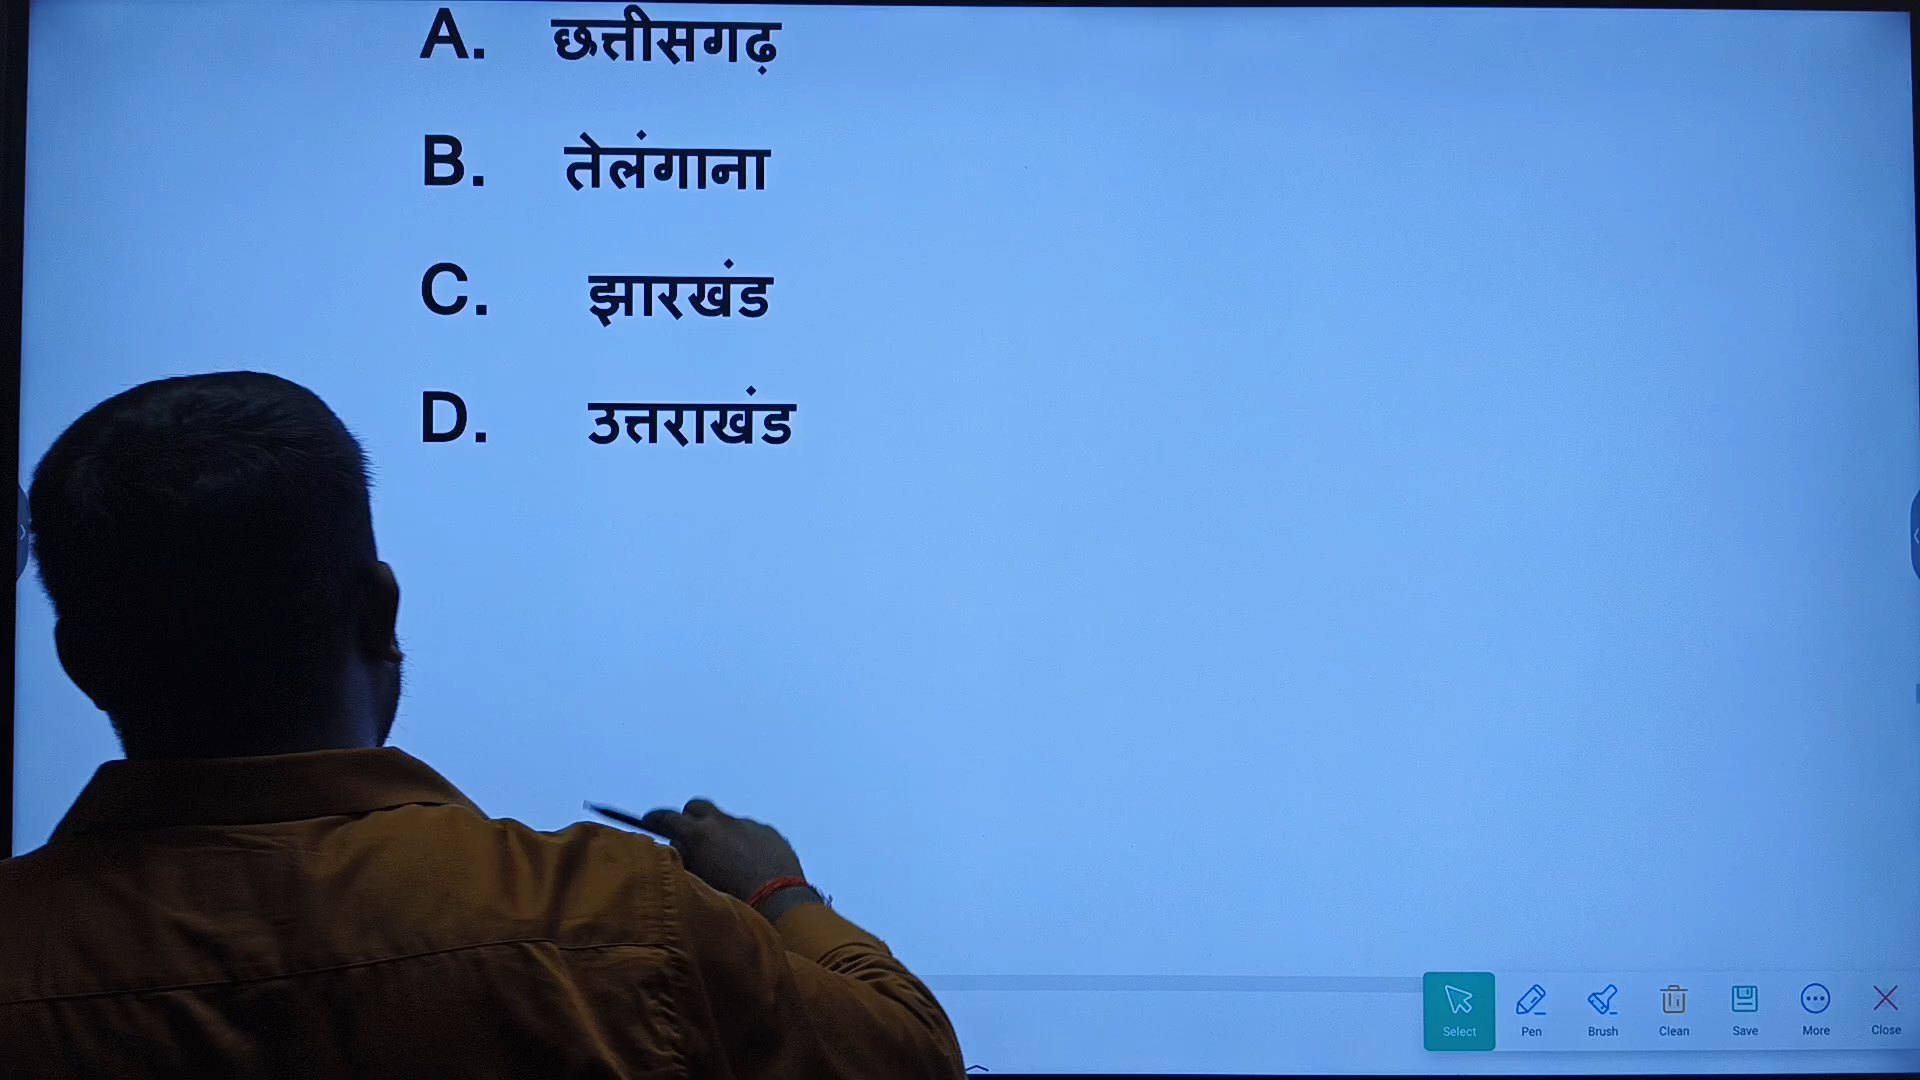 A. छत्तीसगढ़
B. तेलंगाना
C. झारखंड
D. उत्तराखंड
Select Pen Brush Clean Save More Close